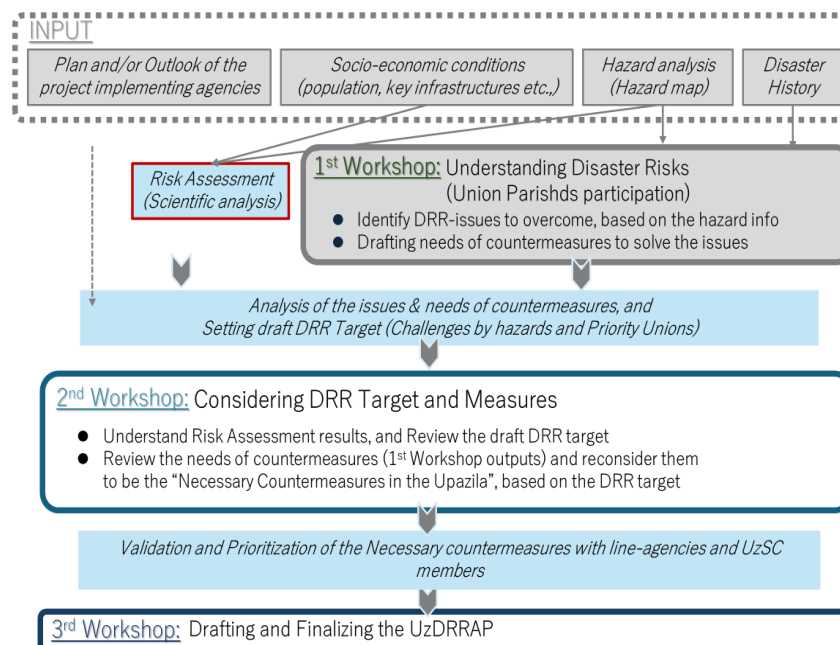 INPUT
Plan and/or Outlook of the
project implementing agencies
Socio-economic conditions
(population, key infrastructures etc.,)
Hazard analysis
(Hazard map)
Disaster
History
Risk Assessment
(Scientific analysis)
1st Workshop: Understanding Disaster Risks
(Union Parishds participation)
● Identify DRR-issues to overcome, based on the hazard info
● Drafting needs of countermeasures to solve the issues
Analysis of the issues & needs of countermeasures, and
Setting draft DRR Target (Challenges by hazards and Priority Unions)
2nd Workshop: Considering DRR Target and Measures
● Understand Risk Assessment results, and Review the draft DRR target
● Review the needs of countermeasures (1st Workshop outputs) and reconsider them
to be the “Necessary Countermeasures in the Upazila”, based on the DRR target
Validation and Prioritization of the Necessary countermeasures with line-agencies and UzSC
members
3rd Workshop: Drafting and Finalizing the UzDRRAP